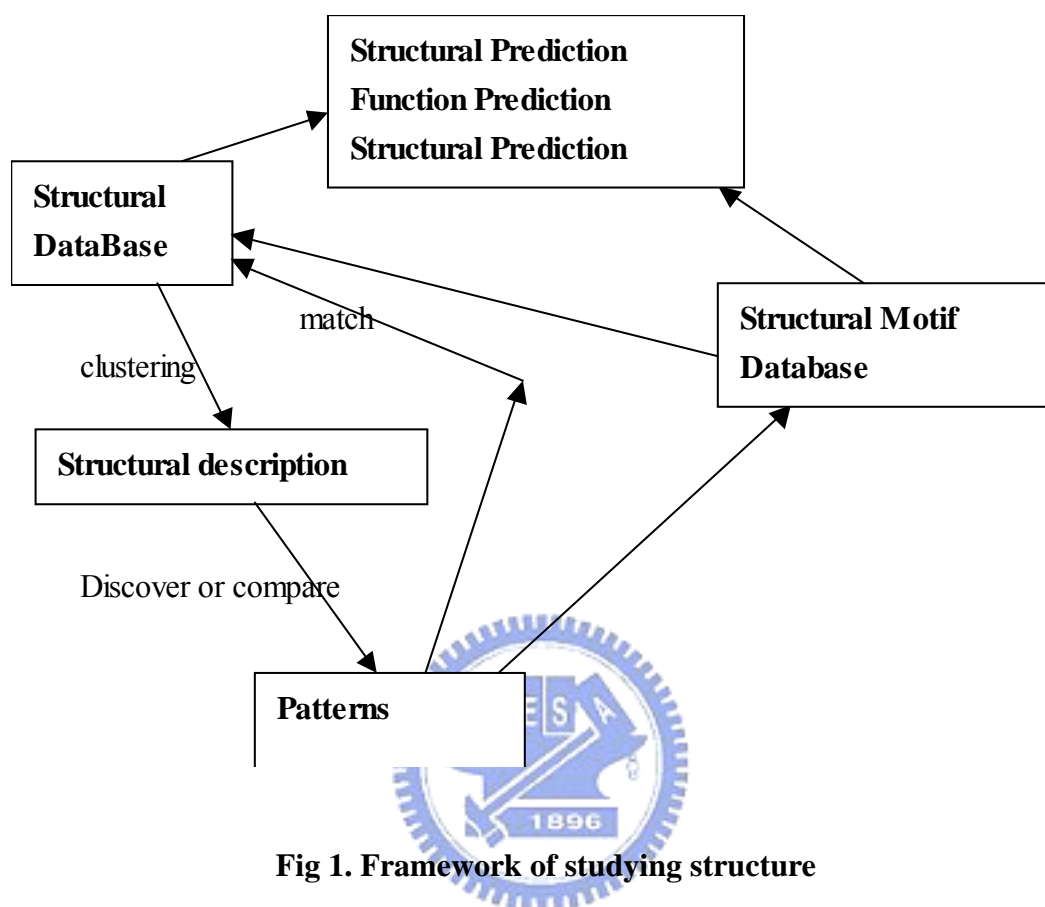 Structural Prediction
Function Prediction
Structural Prediction
Structural
DataBase
match
Structural Motif
Database
clustering
Structural description
Discover or compare
Patterns
E S A
1896
Fig 1. Framework of studying structure